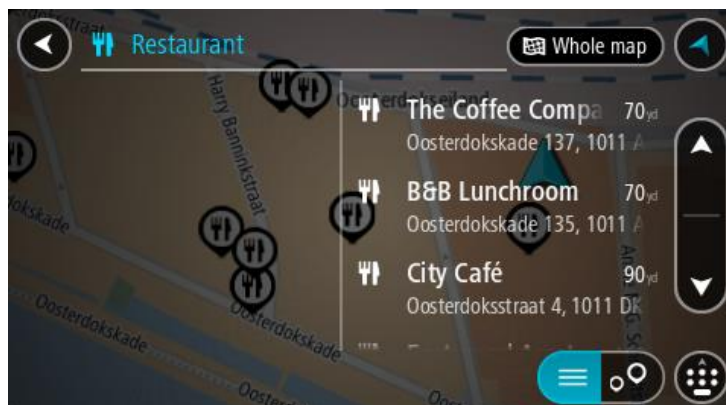 Restaurant
Whole map
The Coffee Compa 70yd
Oosterdokskade 137, 1011 A
B&B Lunchroom 70yd
Oosterdokskade 135, 1011 A
City Café 90yd
Oosterdoksstraat 4, 1011 DK
Oosterdokseiland
Harry Banninkstraat
Oosterdokskade
Oosterdokskade